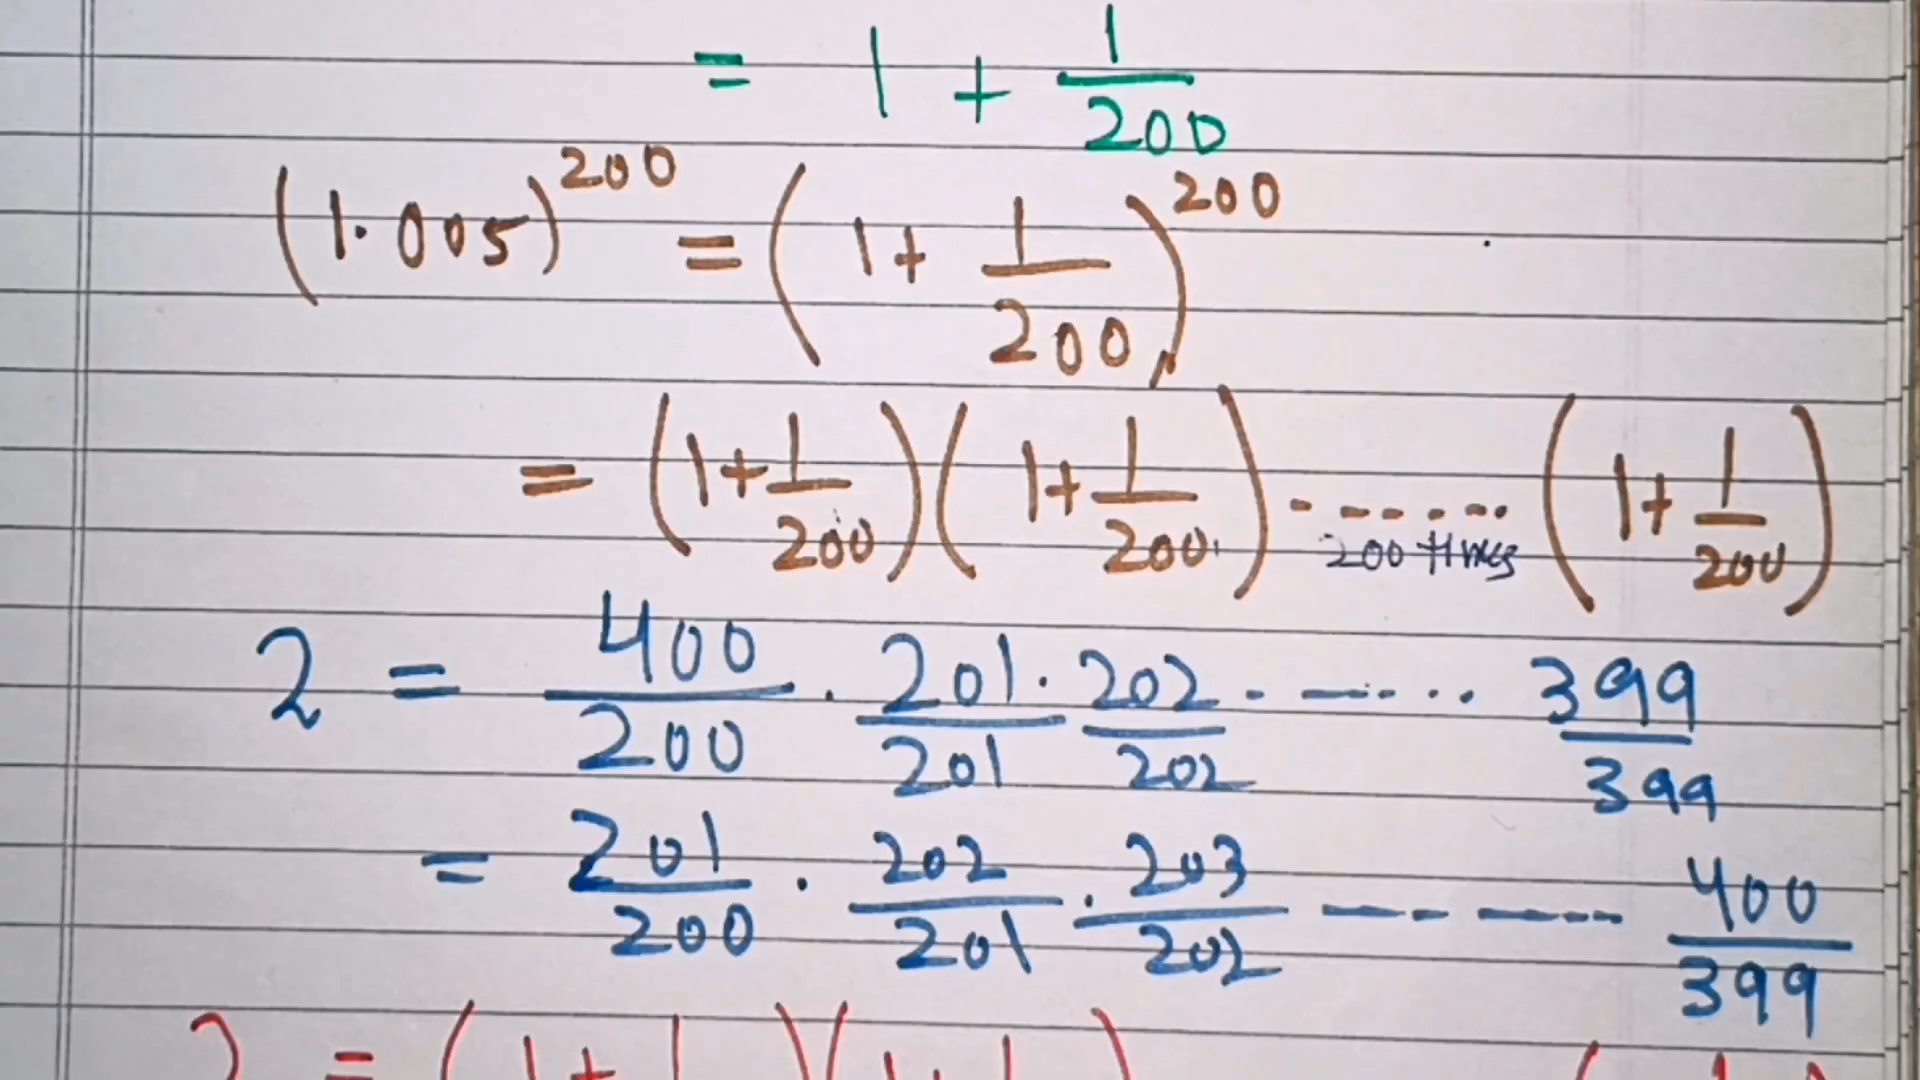 = 1 + 1/200
(1.005)^200 = (1 + 1/200)^200
= (1 + 1/200)(1 + 1/200) ------ 200 times (1 + 1/200)
2 = 400/200 . 201/201 . 202/202 . ------ 399/399
= 201/200 . 202/201 . 203/202 ------ 400/399